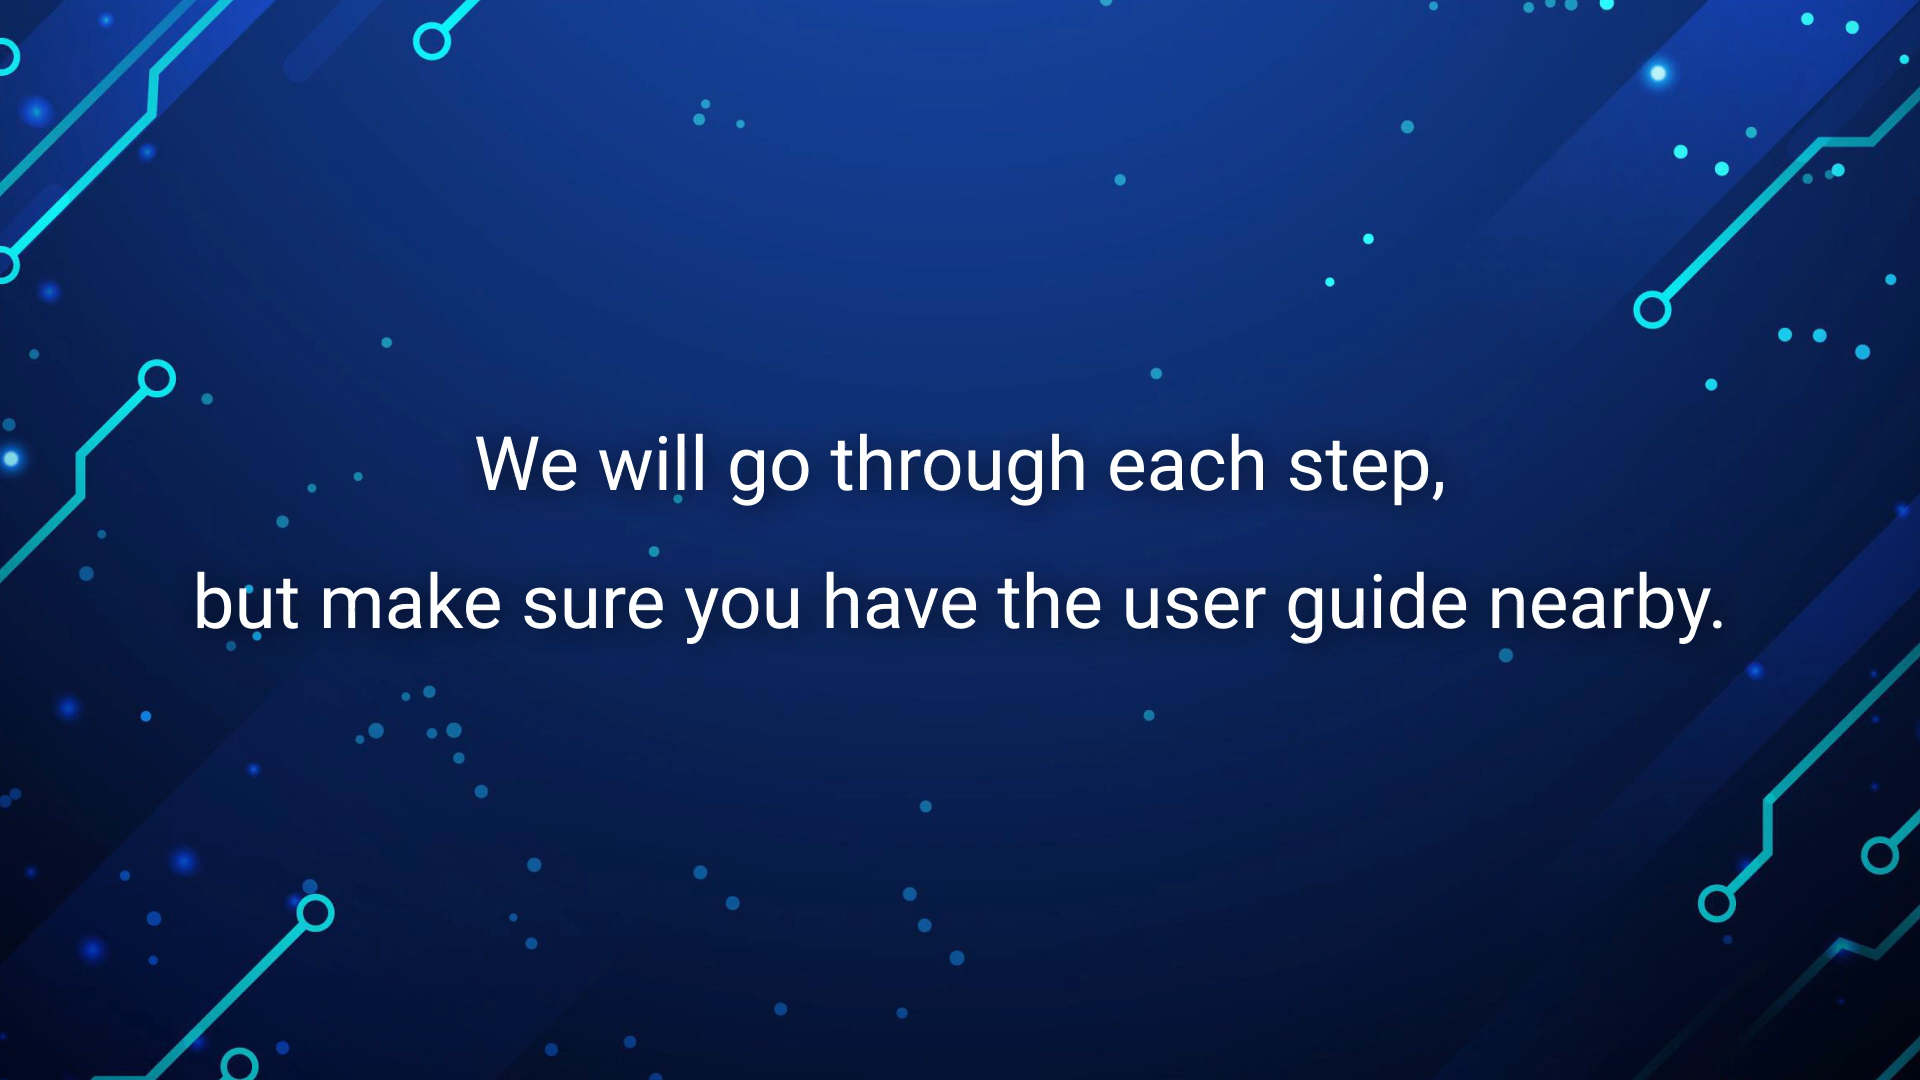 We will go through each step,
but make sure you have the user guide nearby.